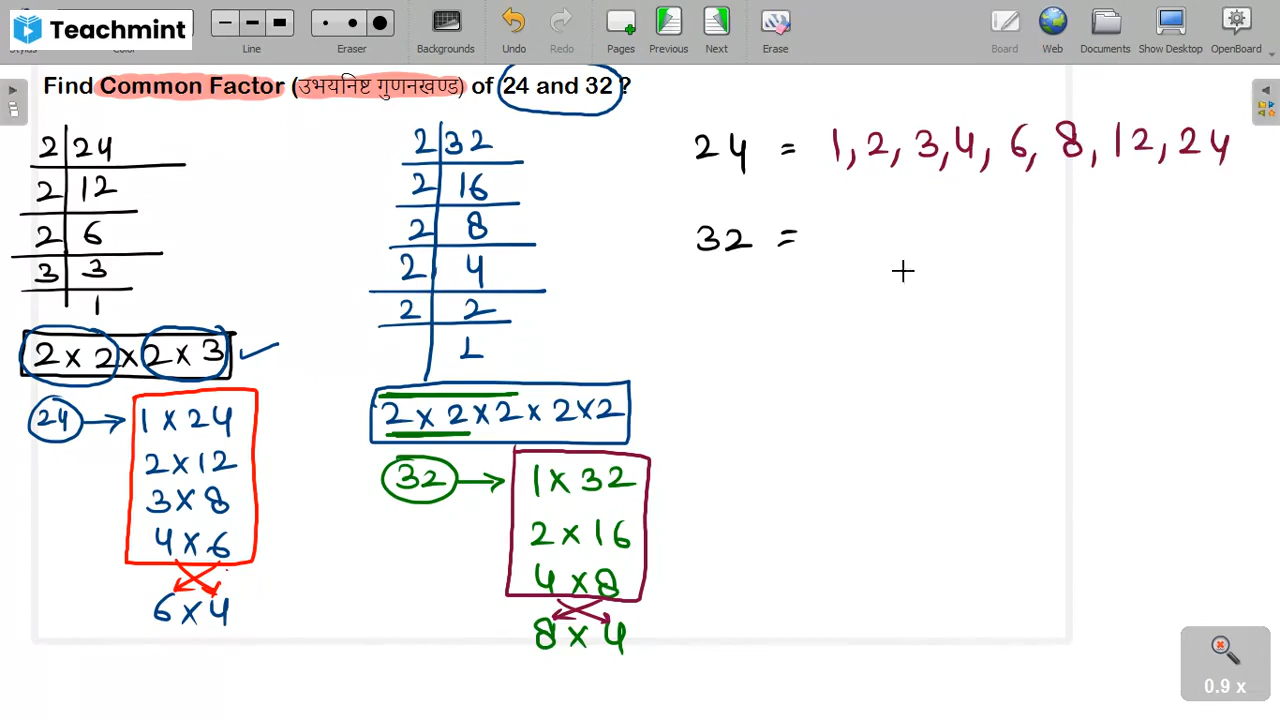 Teachmint
Line
Eraser
Backgrounds
Undo
Redo
Pages
Previous
Next
Erase
Board
Web
Documents
Show Desktop
OpenBoard
Find Common Factor (उभयनिष्ट गुणनखण्ड) of 24 and 32 ?
2 | 24
2 | 12
2 | 6
3 | 3
1
2 × 2 × 2 × 3
24 → 1 × 24
2 × 12
3 × 8
4 × 6
6 × 4
2 | 32
2 | 16
2 | 8
2 | 4
2 | 2
1
2 × 2 × 2 × 2 × 2
32 → 1 × 32
2 × 16
4 × 8
8 × 4
24 = 1, 2, 3, 4, 6, 8, 12, 24
32 =
0.9 x